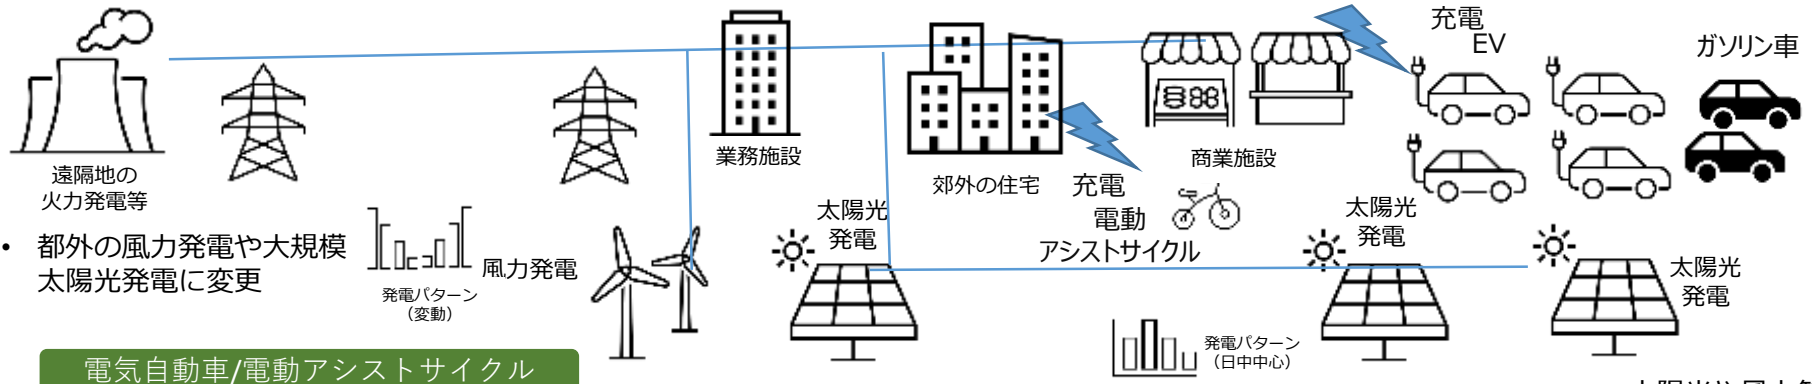 充電
EV
ガソリン車
業務施設
商業施設
遠隔地の
火力発電等
郊外の住宅
充電
電動
アシストサイクル
太陽光
発電
太陽光
発電
・ 都外の風力発電や大規模
太陽光発電に変更
風力発電
発電パターン
（変動）
太陽光
発電
発電パターン
（日中中心）
電気自動車/電動アシストサイクル